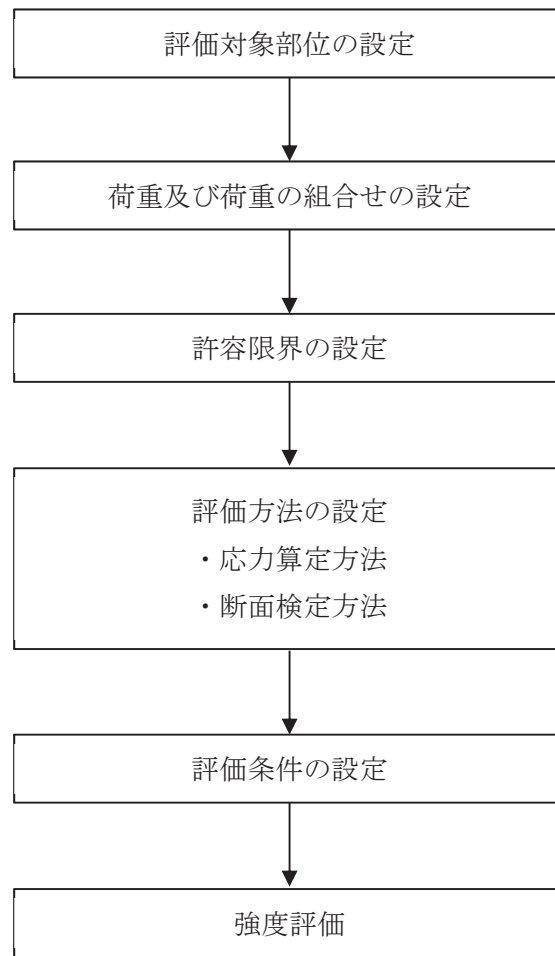 評価対象部位の設定
荷重及び荷重の組合せの設定
許容限界の設定
評価方法の設定
・応力算定方法
・断面検定方法
評価条件の設定
強度評価